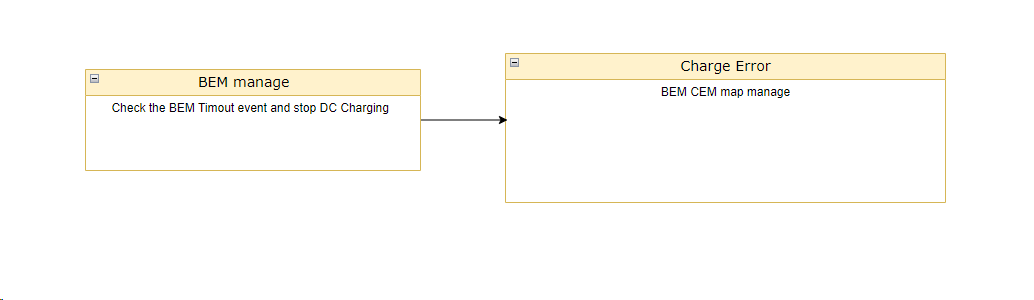 BEM manage
Check the BEM Timout event and stop DC Charging
Charge Error
BEM CEM map manage